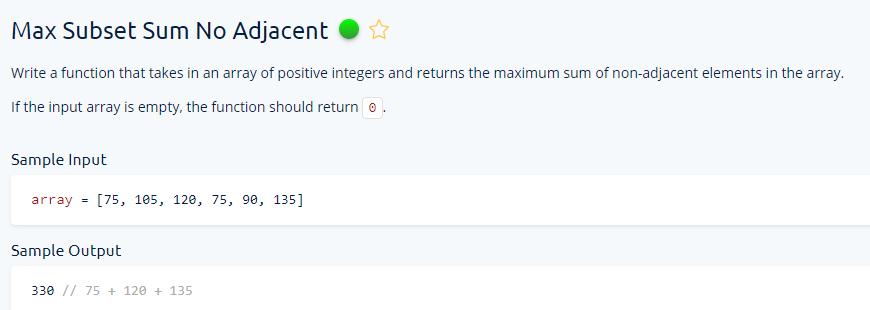 Max Subset Sum No Adjacent
Write a function that takes in an array of positive integers and returns the maximum sum of non-adjacent elements in the array.
If the input array is empty, the function should return 0.
Sample Input
array = [75, 105, 120, 75, 90, 135]
Sample Output
330 // 75 + 120 + 135